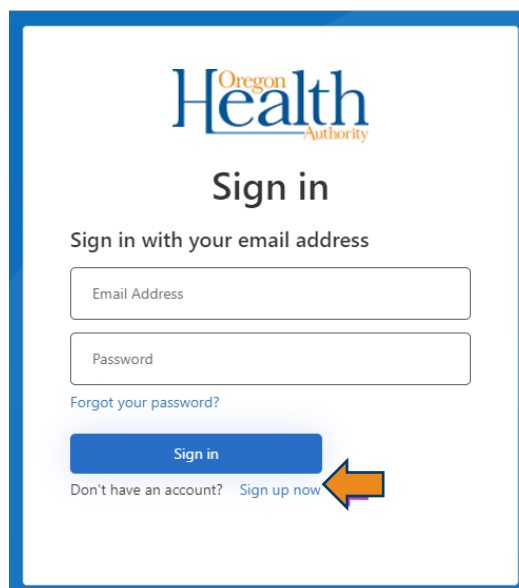 Oregon
Health
Authority
Sign in
Sign in with your email address
Email Address
Password
Forgot your password?
Sign in
Don't have an account? Sign up now